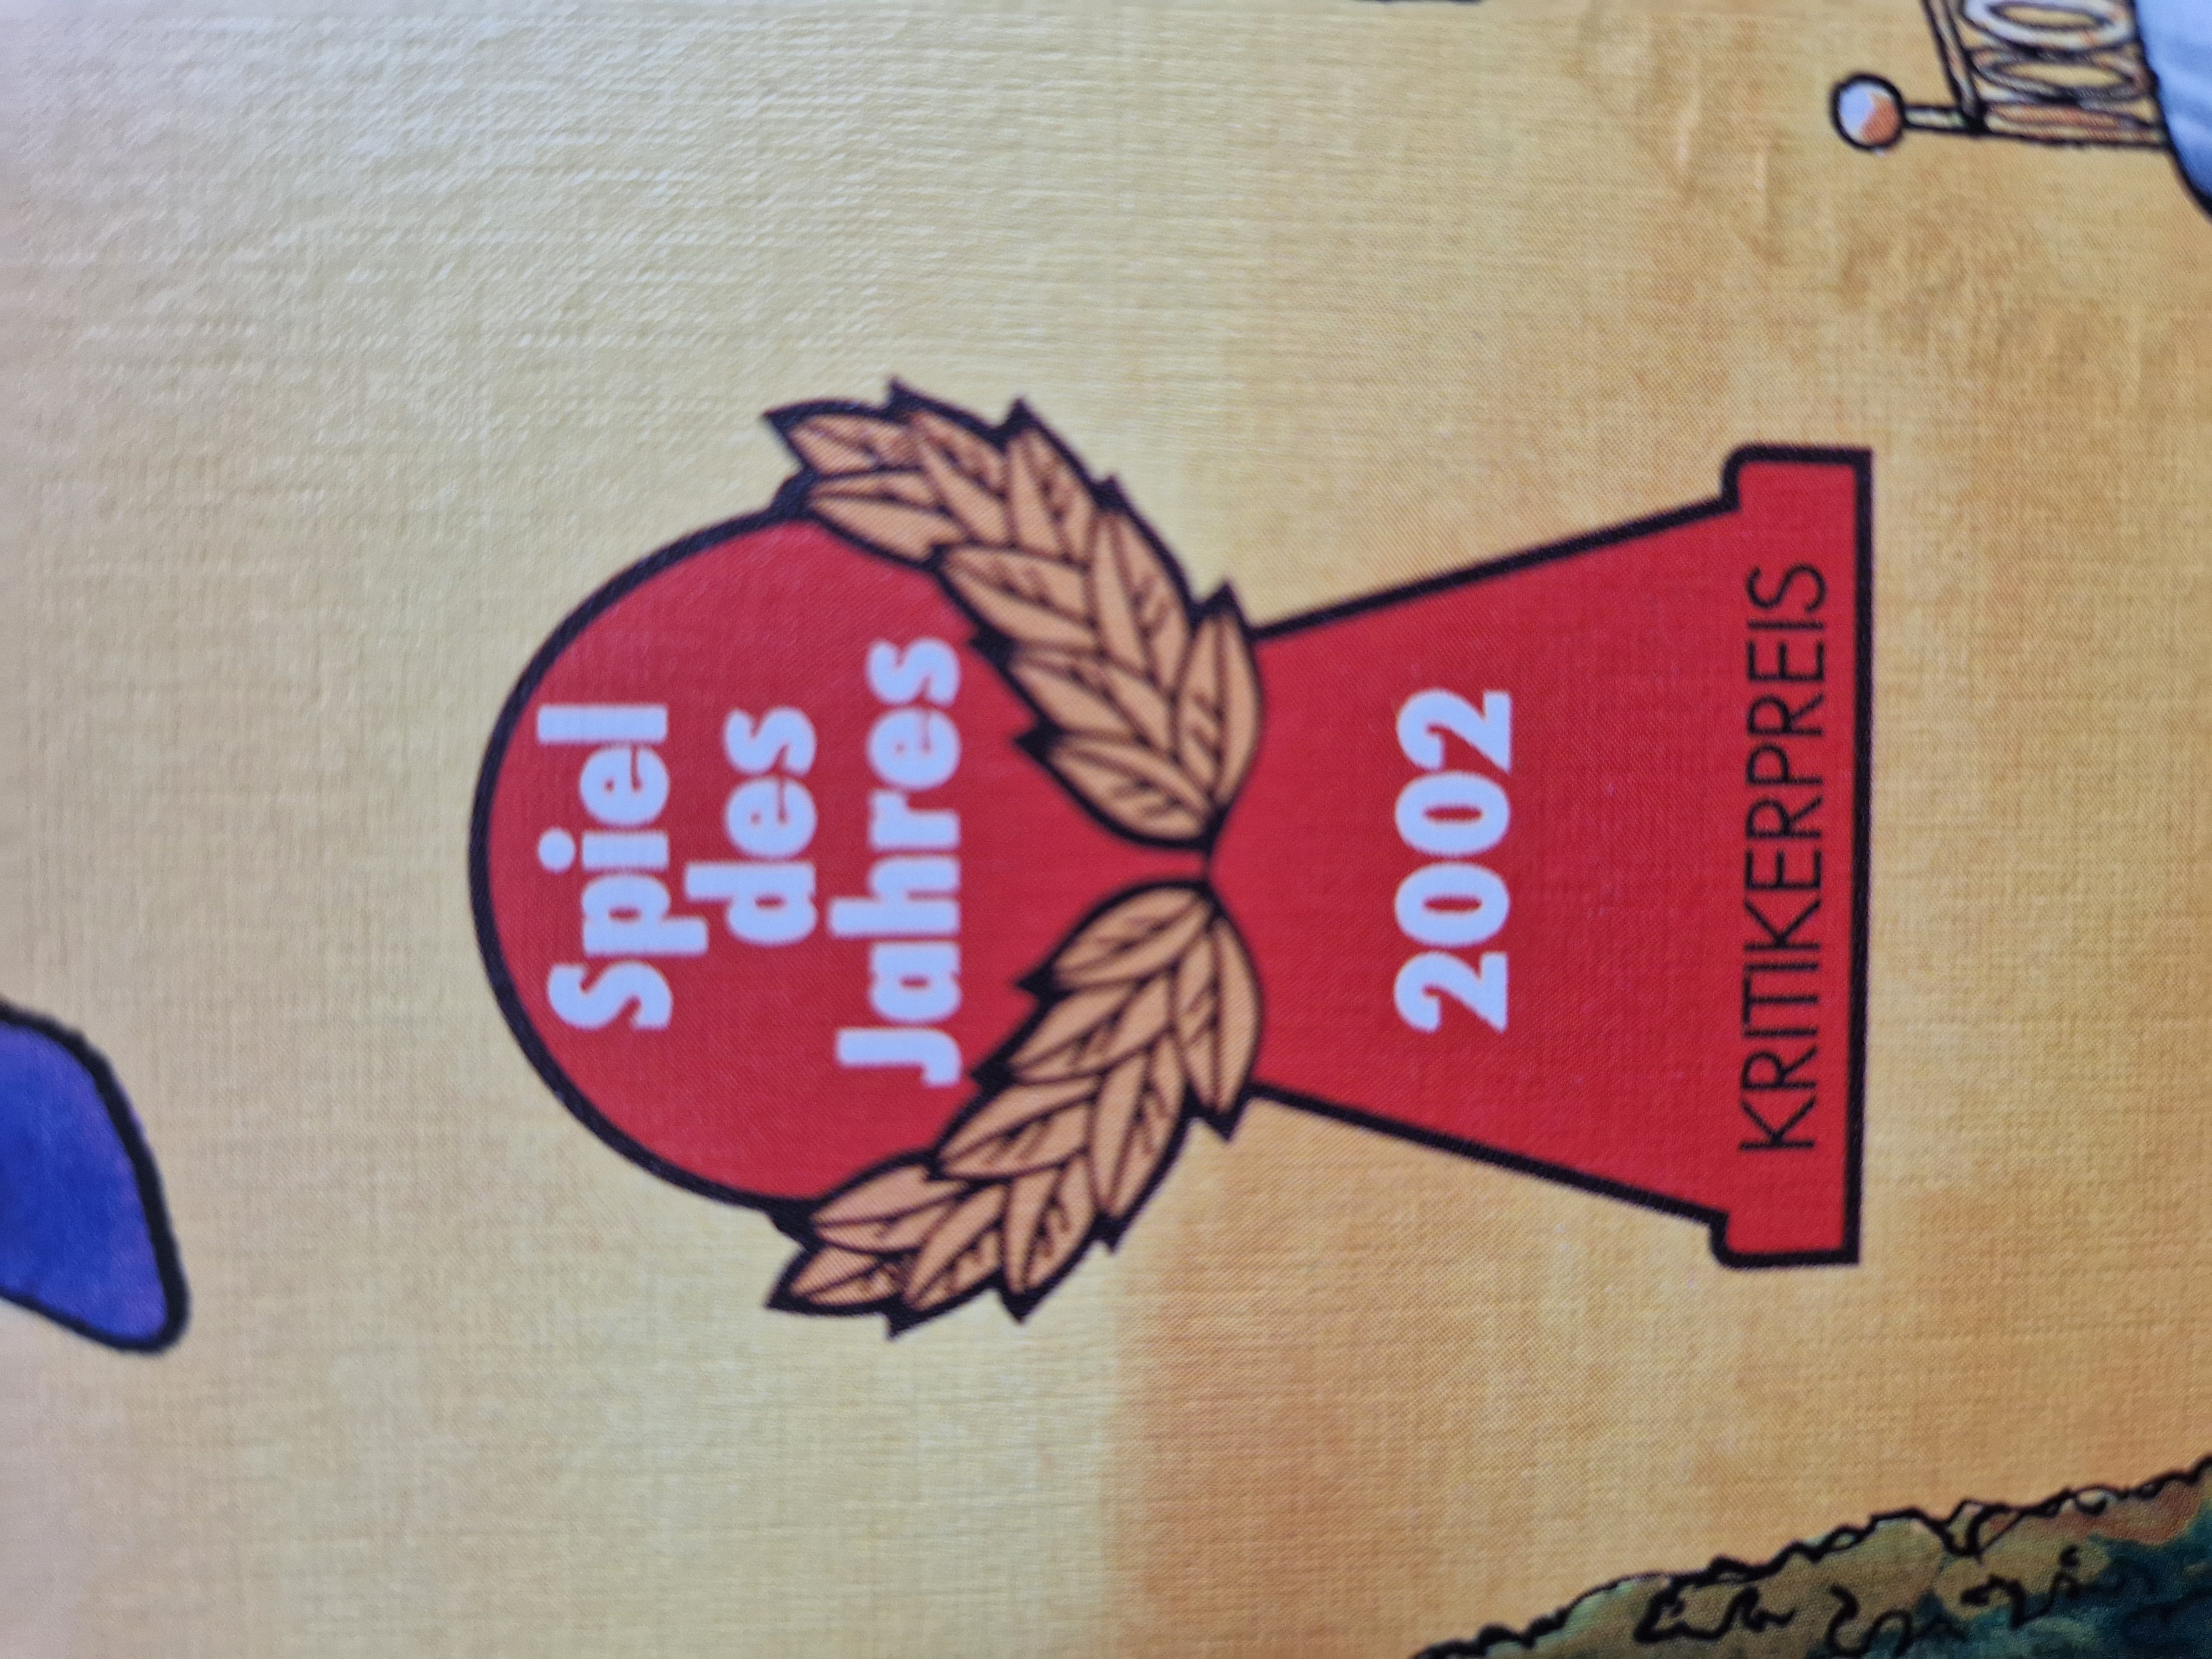 Spiel
des
Jahres
2002
KRITIKERPREIS